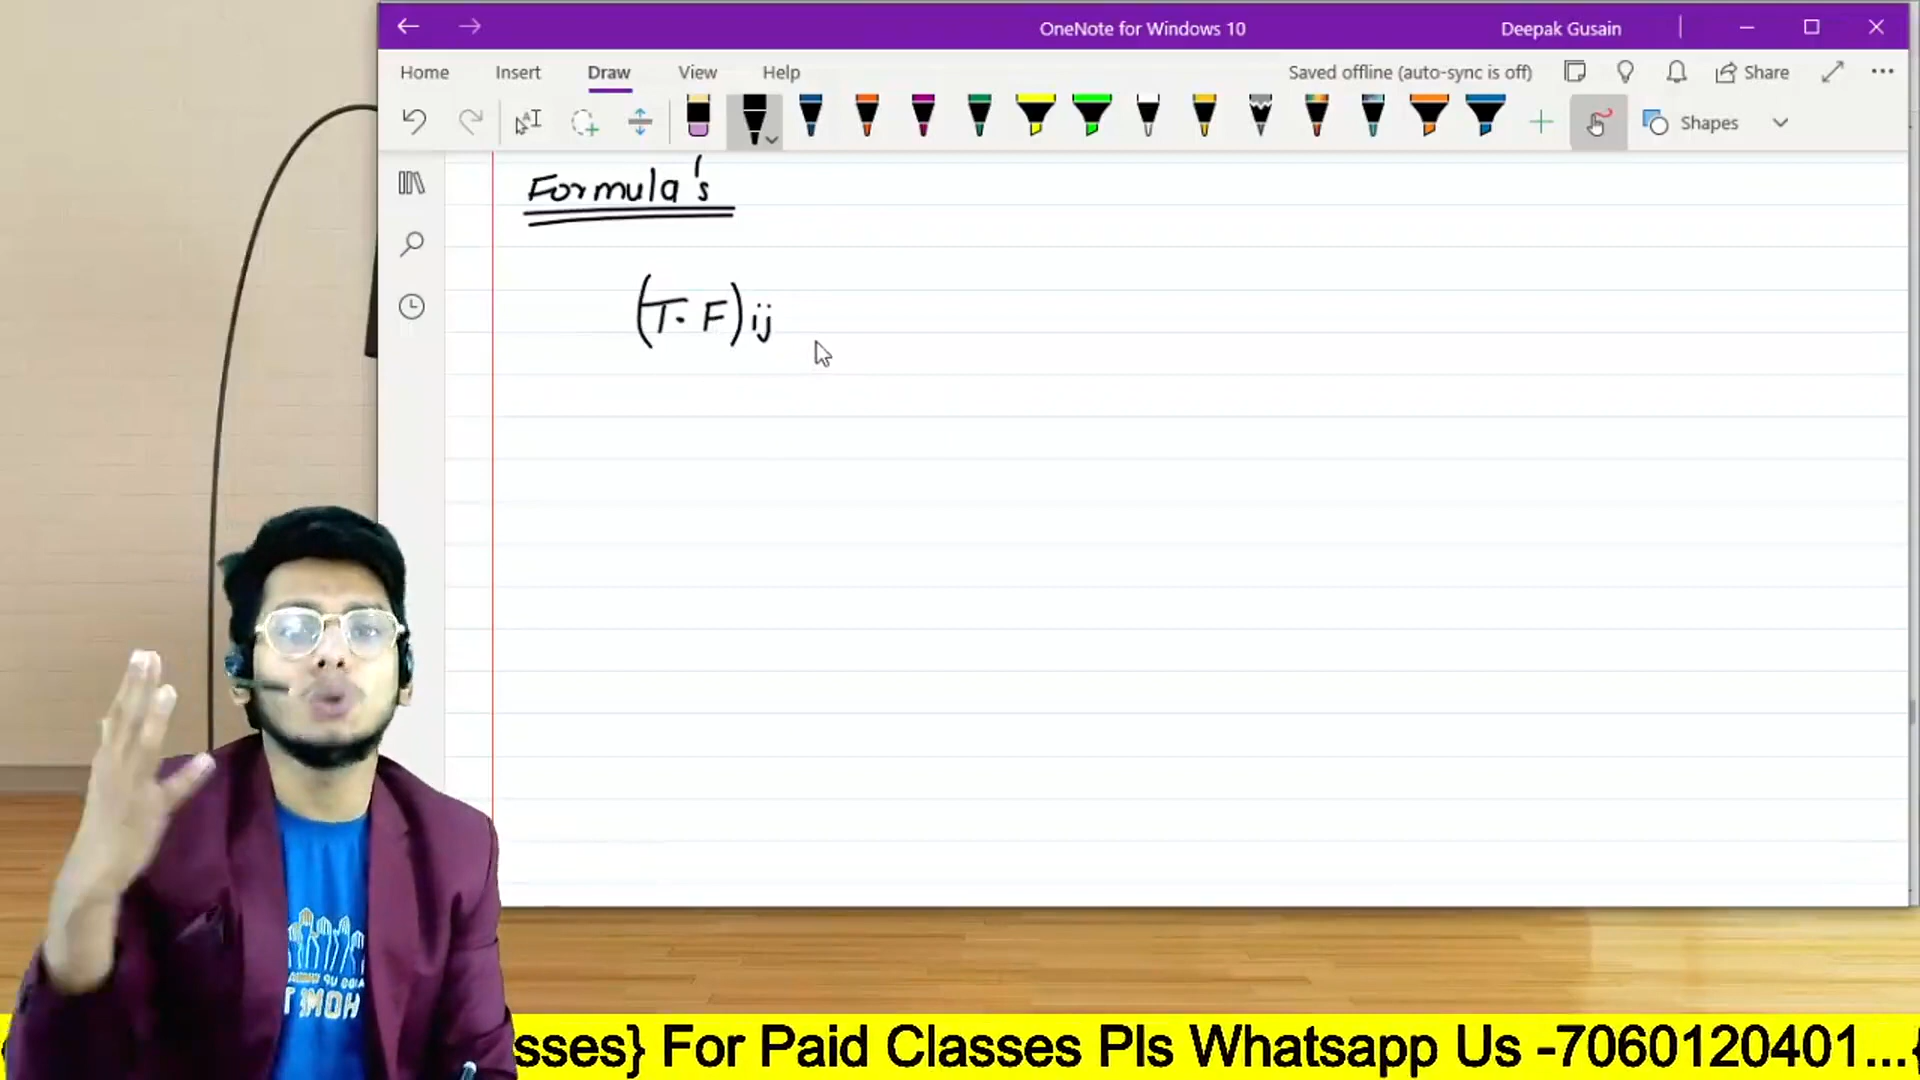 OneNote for Windows 10
Deepak Gusain
Home Insert Draw View Help
Saved offline (auto-sync is off)
Share
Shapes
Formula's
(T. F)ij
HOME T
sses} For Paid Classes Pls Whatsapp Us -7060120401...{